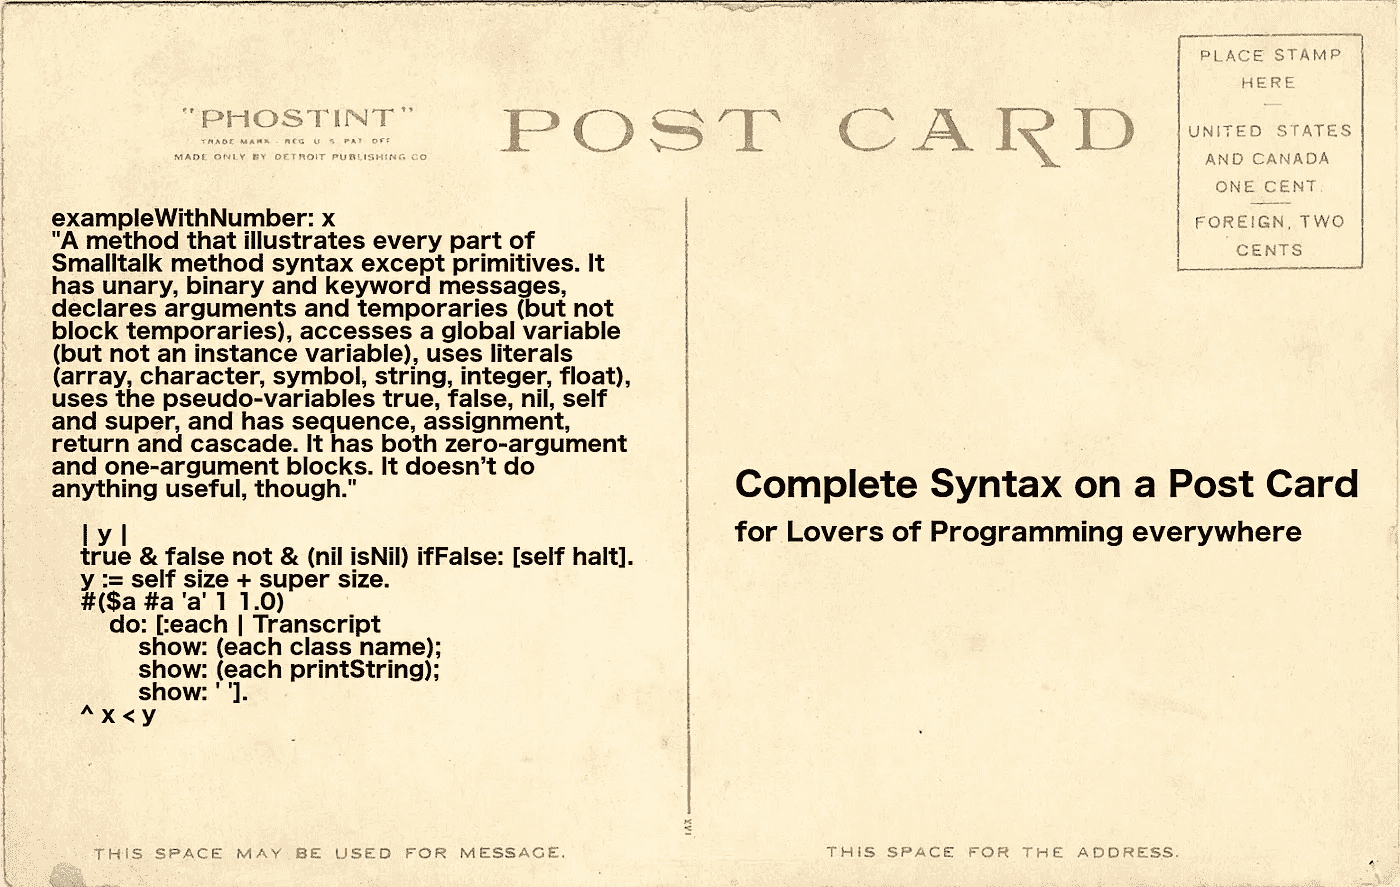 "PHOSTINT"
TRADE MARK - REG U S PAT OFF
MADE ONLY BY DETROIT PUBLISHING CO
POST CARD
PLACE STAMP
HERE
UNITED STATES
AND CANADA
ONE CENT.
FOREIGN, TWO
CENTS
exampleWithNumber: x
"A method that illustrates every part of
Smalltalk method syntax except primitives. It
has unary, binary and keyword messages,
declares arguments and temporaries (but not
block temporaries), accesses a global variable
(but not an instance variable), uses literals
(array, character, symbol, string, integer, float),
uses the pseudo-variables true, false, nil, self
and super, and has sequence, assignment,
return and cascade. It has both zero-argument
and one-argument blocks. It doesn’t do
anything useful, though."
| y |
true & false not & (nil isNil) ifFalse: [self halt].
y := self size + super size.
#($a #a 'a' 1 1.0)
do: [:each | Transcript
show: (each class name);
show: (each printString);
show: ' '].
^ x < y
Complete Syntax on a Post Card
for Lovers of Programming everywhere
THIS SPACE MAY BE USED FOR MESSAGE.
THIS SPACE FOR THE ADDRESS.